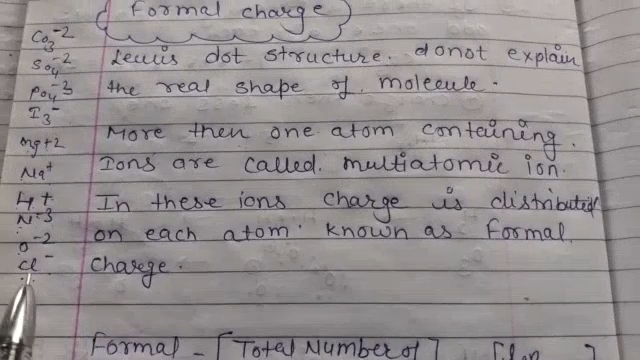 Formal charge
CO3-2
SO4-2
PO4-3
I3-
Mg+2
Na+
Li+
N-3
O-2
Cl-
Lewis dot structure. donot explain
the real shape of molecule.
More then one atom containing.
Ions are called. multiatomic ion.
In these ions charge is distributed
on each atom. known as formal
charge.
Formal - [Total Number of]